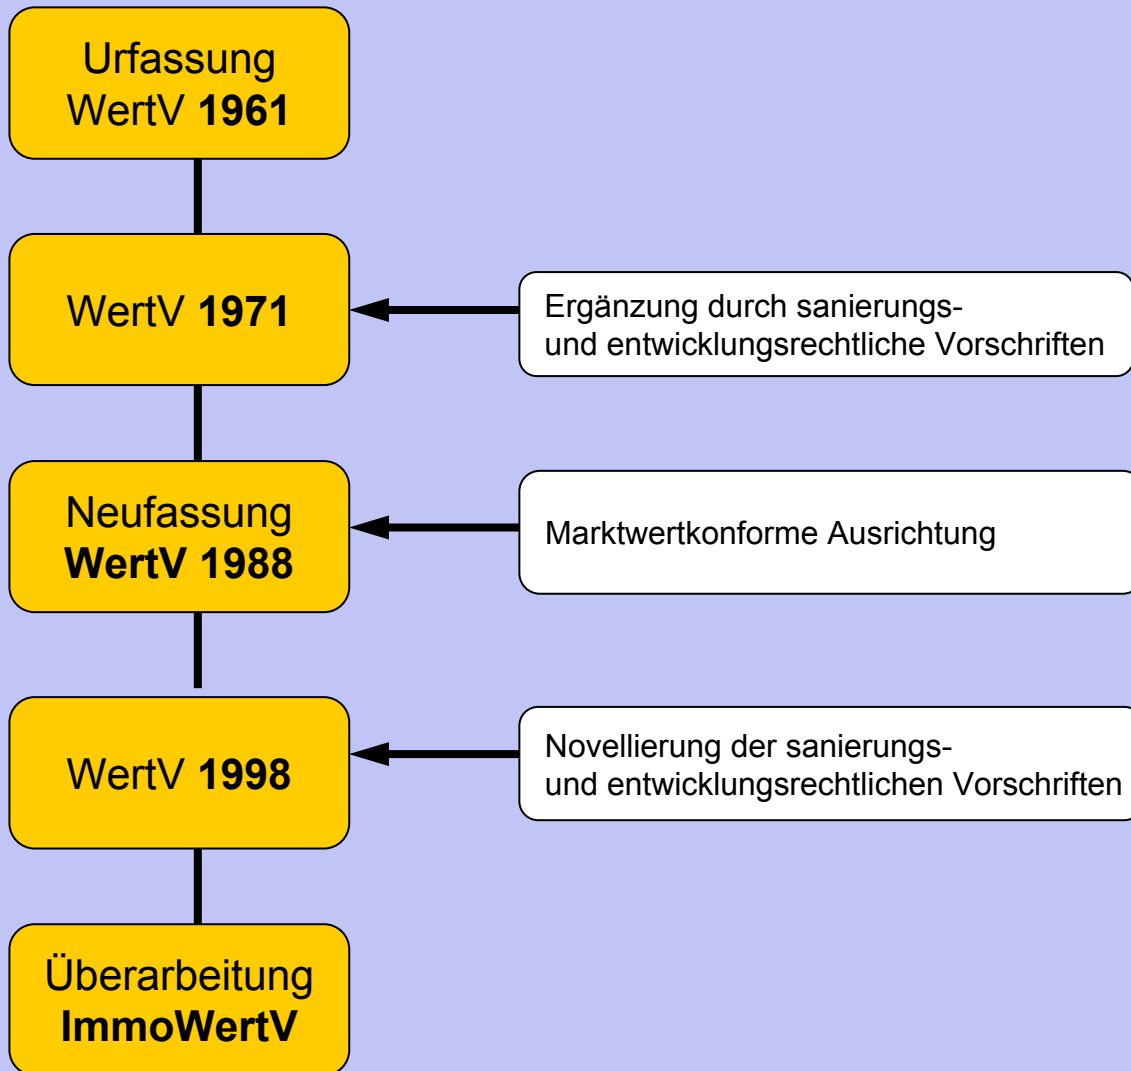 Urfassung
WertV 1961
WertV 1971
Ergänzung durch sanierungs-
und entwicklungsrechtliche Vorschriften
Neufassung
WertV 1988
Marktwertkonforme Ausrichtung
WertV 1998
Novellierung der sanierungs-
und entwicklungsrechtlichen Vorschriften
Überarbeitung
ImmoWertV